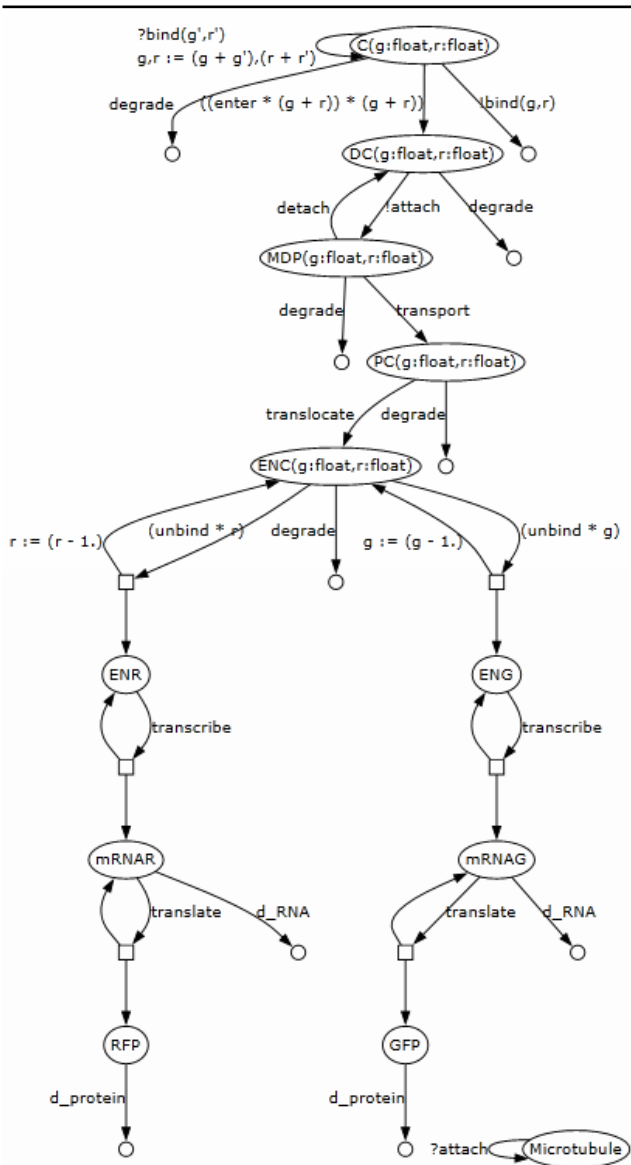 ?bind(g',r')
C(g:float,r:float)
g,r := (g + g'),(r + r')
degrade
((enter * (g + r)) * (g + r))
!bind(g,r)
DC(g:float,r:float)
detach
!attach
degrade
MDP(g:float,r:float)
degrade
transport
PC(g:float,r:float)
translocate
degrade
ENC(g:float,r:float)
r := (r - 1.)
(unbind * r)
degrade
g := (g - 1.)
(unbind * g)
ENR
ENG
transcribe
transcribe
mRNAR
mRNAG
translate
d_RNA
translate
d_RNA
RFP
GFP
d_protein
d_protein
?attach
Microtubule